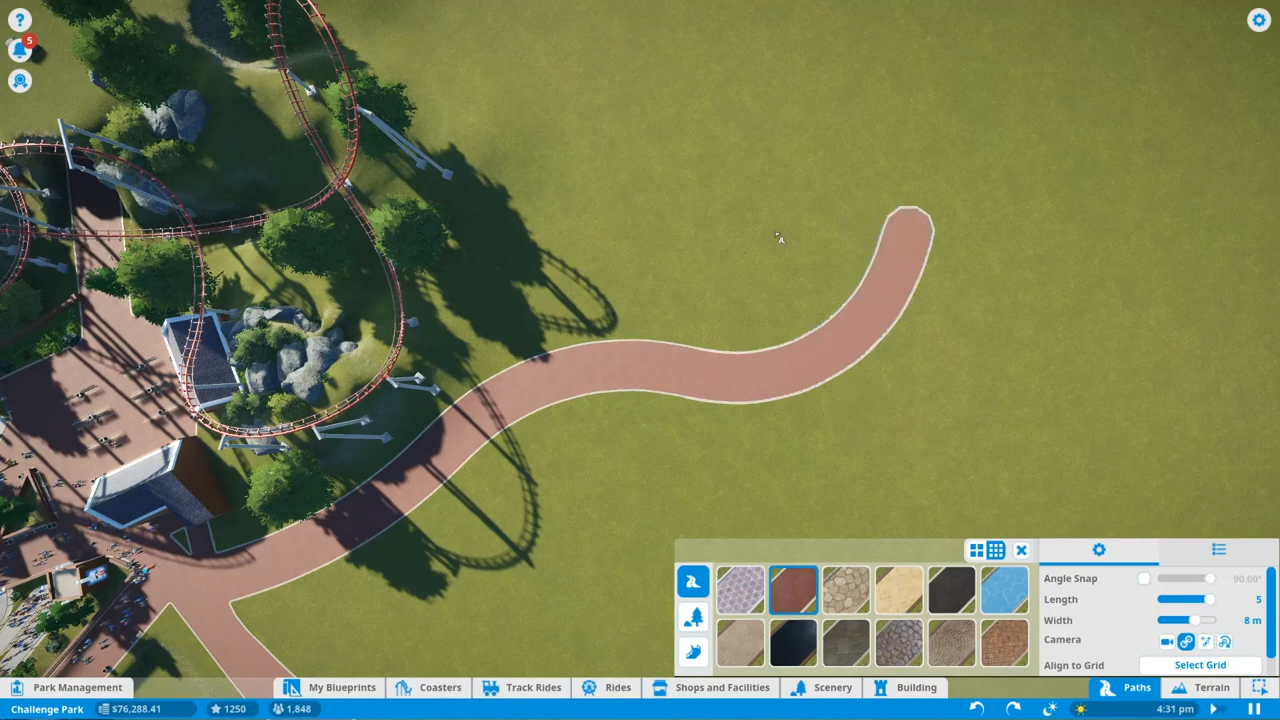 ?
5
Angle Snap
90.00°
Length
5
Width
8 m
Camera
Align to Grid
Select Grid
Park Management
My Blueprints
Coasters
Track Rides
Rides
Shops and Facilities
Scenery
Building
Paths
Terrain
Challenge Park
$76,288.41
1250
1,848
4:31 pm